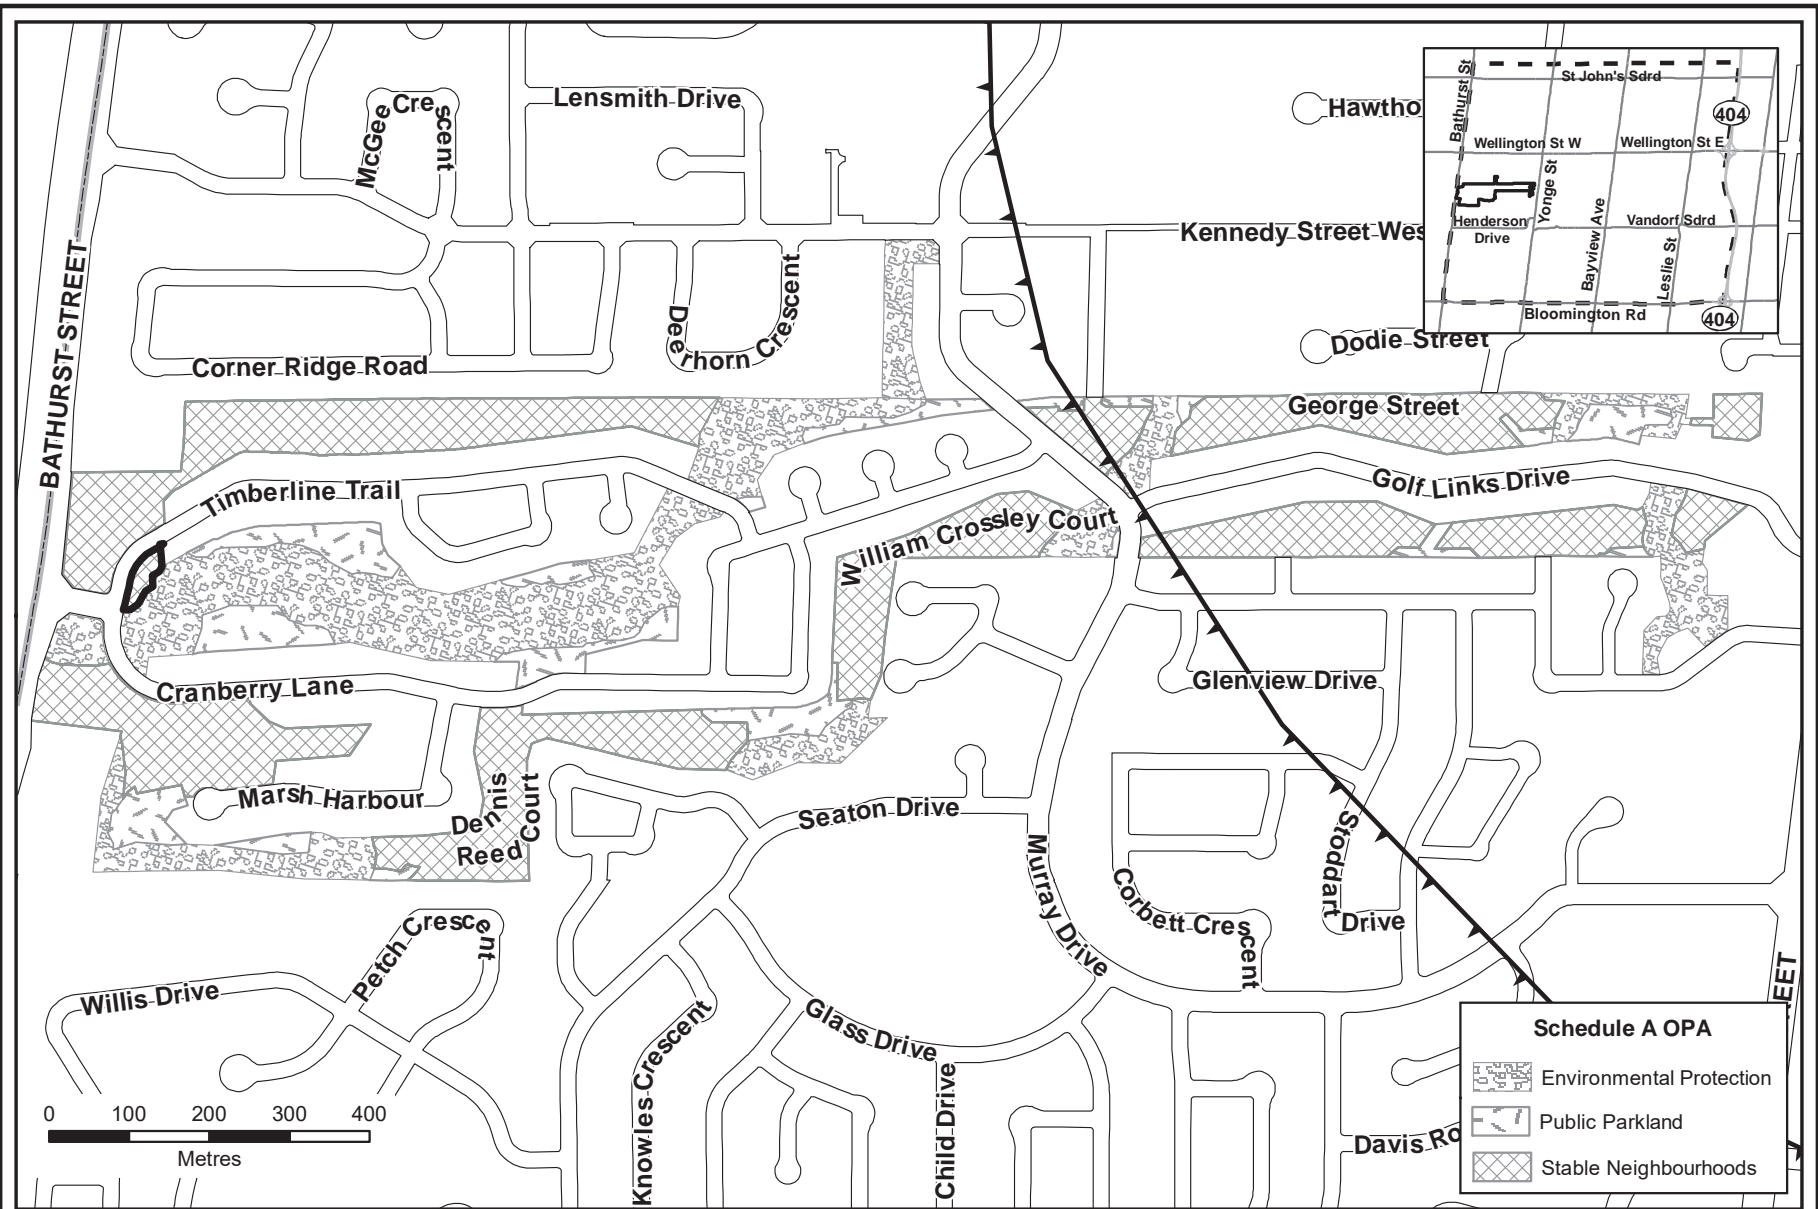 McGee Crescent
Lensmith Drive
Hawtho
Kennedy Street Wes
BATHURST STREET
Deerhorn Crescent
Corner Ridge Road
Dodie Street
George Street
Timberline Trail
Golf Links Drive
William Crossley Court
Cranberry Lane
Glenview Drive
Marsh Harbour
Dennis
Reed Court
Seaton Drive
Murray Drive
Stoddart Drive
Corbett Crescent
Petch Crescent
Willis Drive
Knowles Crescent
Glass Drive
Child Drive
Davis Ro
EET
St John's Sdrd
Bathurst St
404
Wellington St W
Wellington St E
Yonge St
Henderson
Drive
Bayview Ave
Vandorf Sdrd
Leslie St
Bloomington Rd
404
0 100 200 300 400
Metres
Schedule A OPA
Environmental Protection
Public Parkland
Stable Neighbourhoods